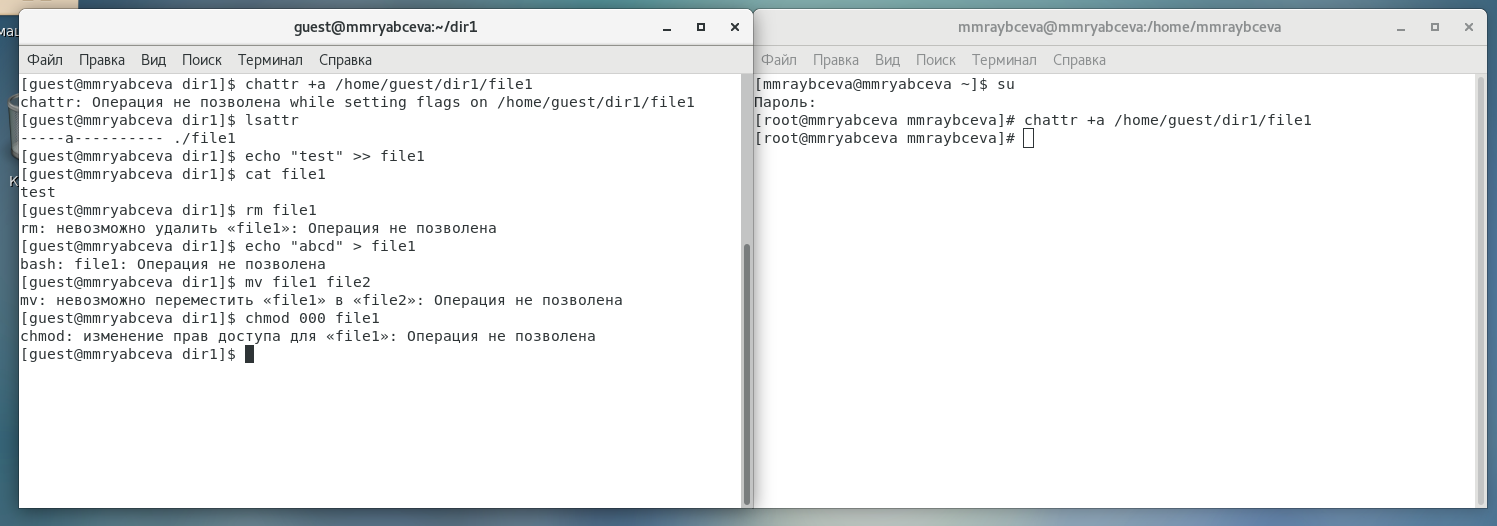 маш
К
guest@mmryabceva:~/dir1
Файл Правка Вид Поиск Терминал Справка
[guest@mmryabceva dir1]$ chattr +a /home/guest/dir1/file1
chattr: Операция не позволена while setting flags on /home/guest/dir1/file1
[guest@mmryabceva dir1]$ lsattr
-----a---------- ./file1
[guest@mmryabceva dir1]$ echo "test" >> file1
[guest@mmryabceva dir1]$ cat file1
test
[guest@mmryabceva dir1]$ rm file1
rm: невозможно удалить «file1»: Операция не позволена
[guest@mmryabceva dir1]$ echo "abcd" > file1
bash: file1: Операция не позволена
[guest@mmryabceva dir1]$ mv file1 file2
mv: невозможно переместить «file1» в «file2»: Операция не позволена
[guest@mmryabceva dir1]$ chmod 000 file1
chmod: изменение прав доступа для «file1»: Операция не позволена
[guest@mmryabceva dir1]$
mmraybceva@mmryabceva:/home/mmraybceva
Файл Правка Вид Поиск Терминал Справка
[mmraybceva@mmryabceva ~]$ su
Пароль:
[root@mmryabceva mmraybceva]# chattr +a /home/guest/dir1/file1
[root@mmryabceva mmraybceva]#